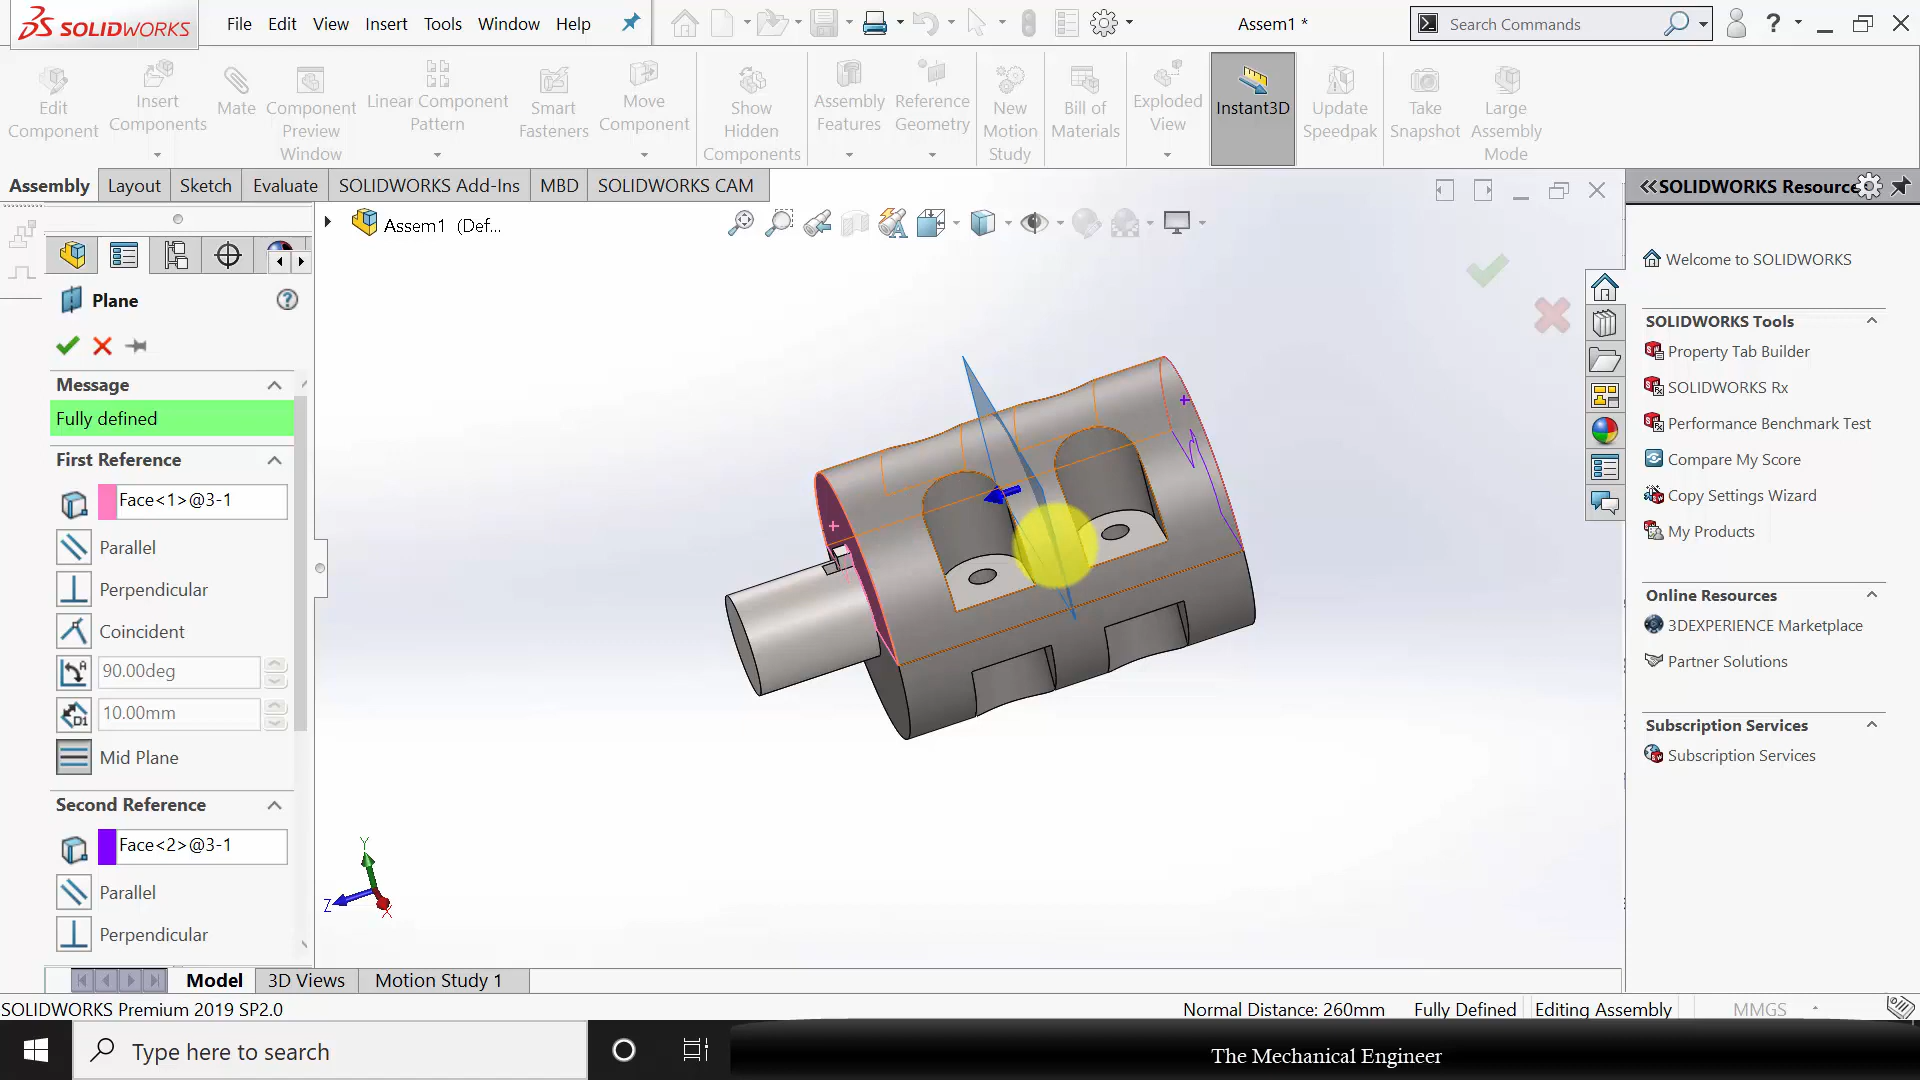 SOLIDWORKS File Edit View Insert Tools Window Help Assem1 * Search Commands ?
Edit Component
Insert Components
Mate
Component Preview Window
Linear Component Pattern
Smart Fasteners
Move Component
Show Hidden Components
Assembly Features
Reference Geometry
New Motion Study
Bill of Materials
Exploded View
Instant3D
Update Speedpak
Take Snapshot
Large Assembly Mode
Assembly Layout Sketch Evaluate SOLIDWORKS Add-Ins MBD SOLIDWORKS CAM
Assem1 (Def...
Plane
Message
Fully defined
First Reference
Face<1>@3-1
Parallel
Perpendicular
Coincident
90.00deg
10.00mm
Mid Plane
Second Reference
Face<2>@3-1
Parallel
Perpendicular
Y
Z
X
SOLIDWORKS Resource
Welcome to SOLIDWORKS
SOLIDWORKS Tools
Property Tab Builder
SOLIDWORKS Rx
Performance Benchmark Test
Compare My Score
Copy Settings Wizard
My Products
Online Resources
3DEXPERIENCE Marketplace
Partner Solutions
Subscription Services
Subscription Services
Model 3D Views Motion Study 1
SOLIDWORKS Premium 2019 SP2.0 Normal Distance: 260mm Fully Defined Editing Assembly MMGS
Type here to search
The Mechanical Engineer